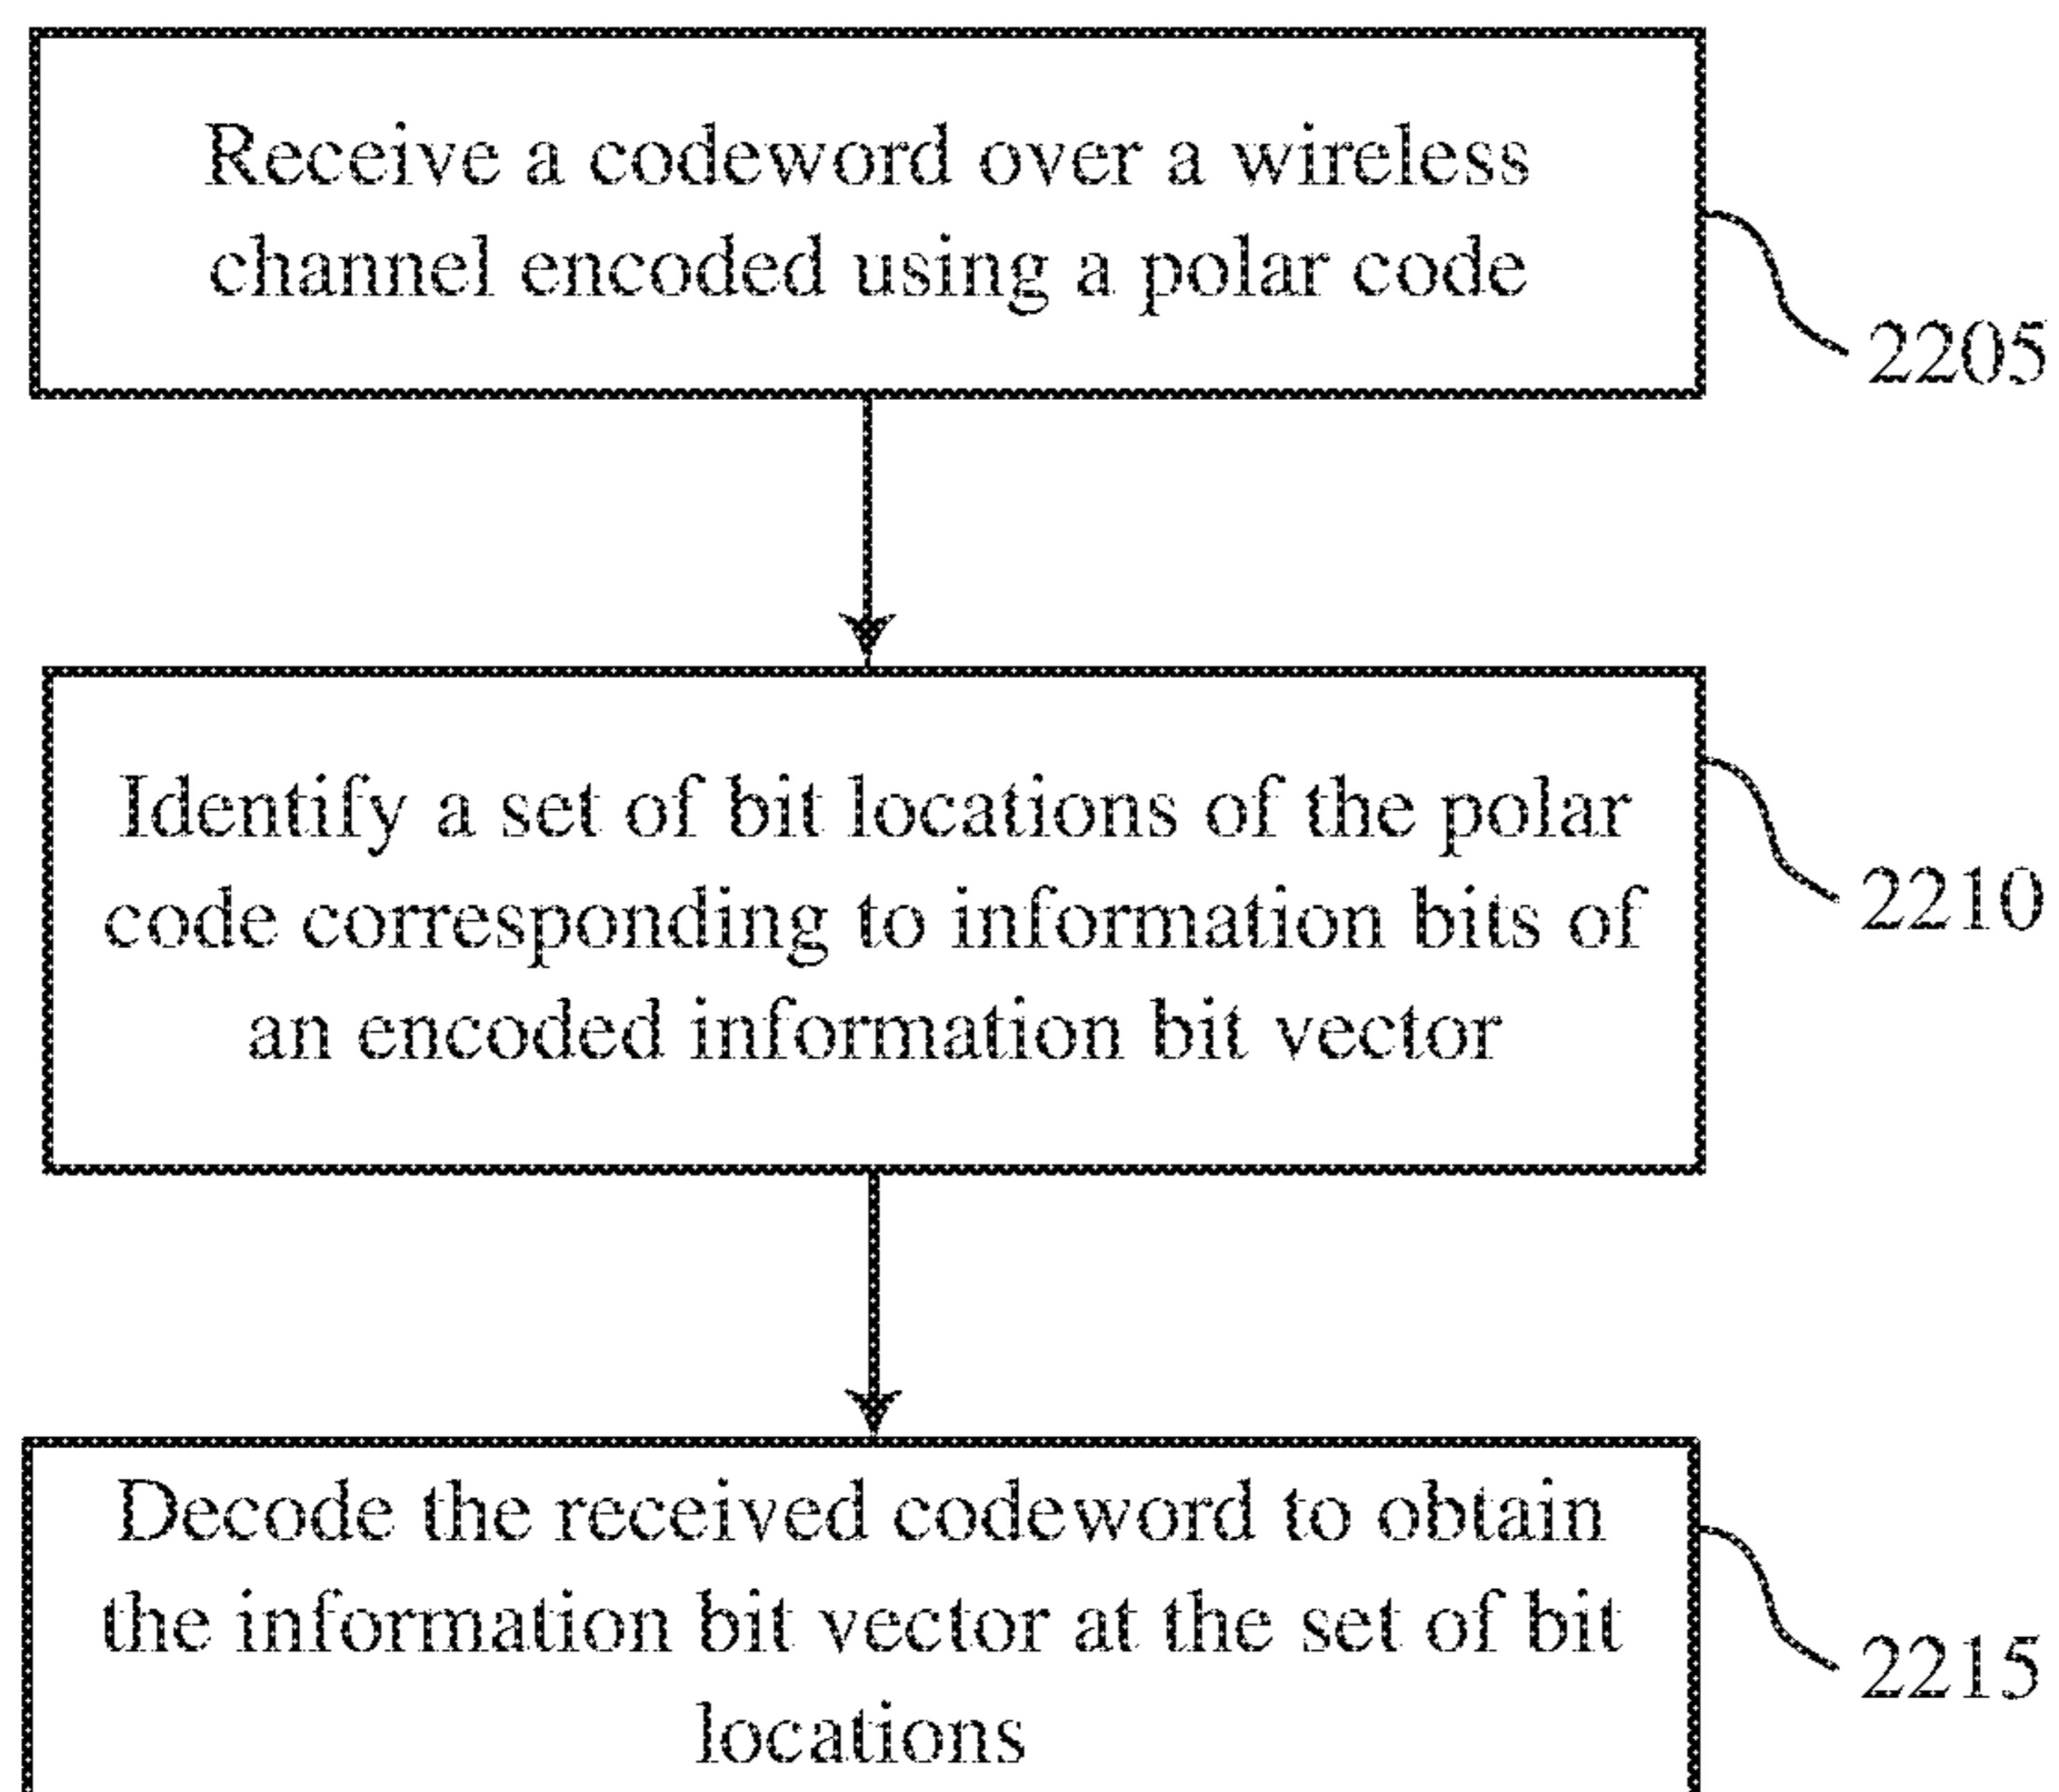 Receive a codeword over a wireless
channel encoded using a polar code
2205
Identify a set of bit locations of the polar
code corresponding to information bits of
an encoded information bit vector
2210
Decode the received codeword to obtain
the information bit vector at the set of bit
locations
2215